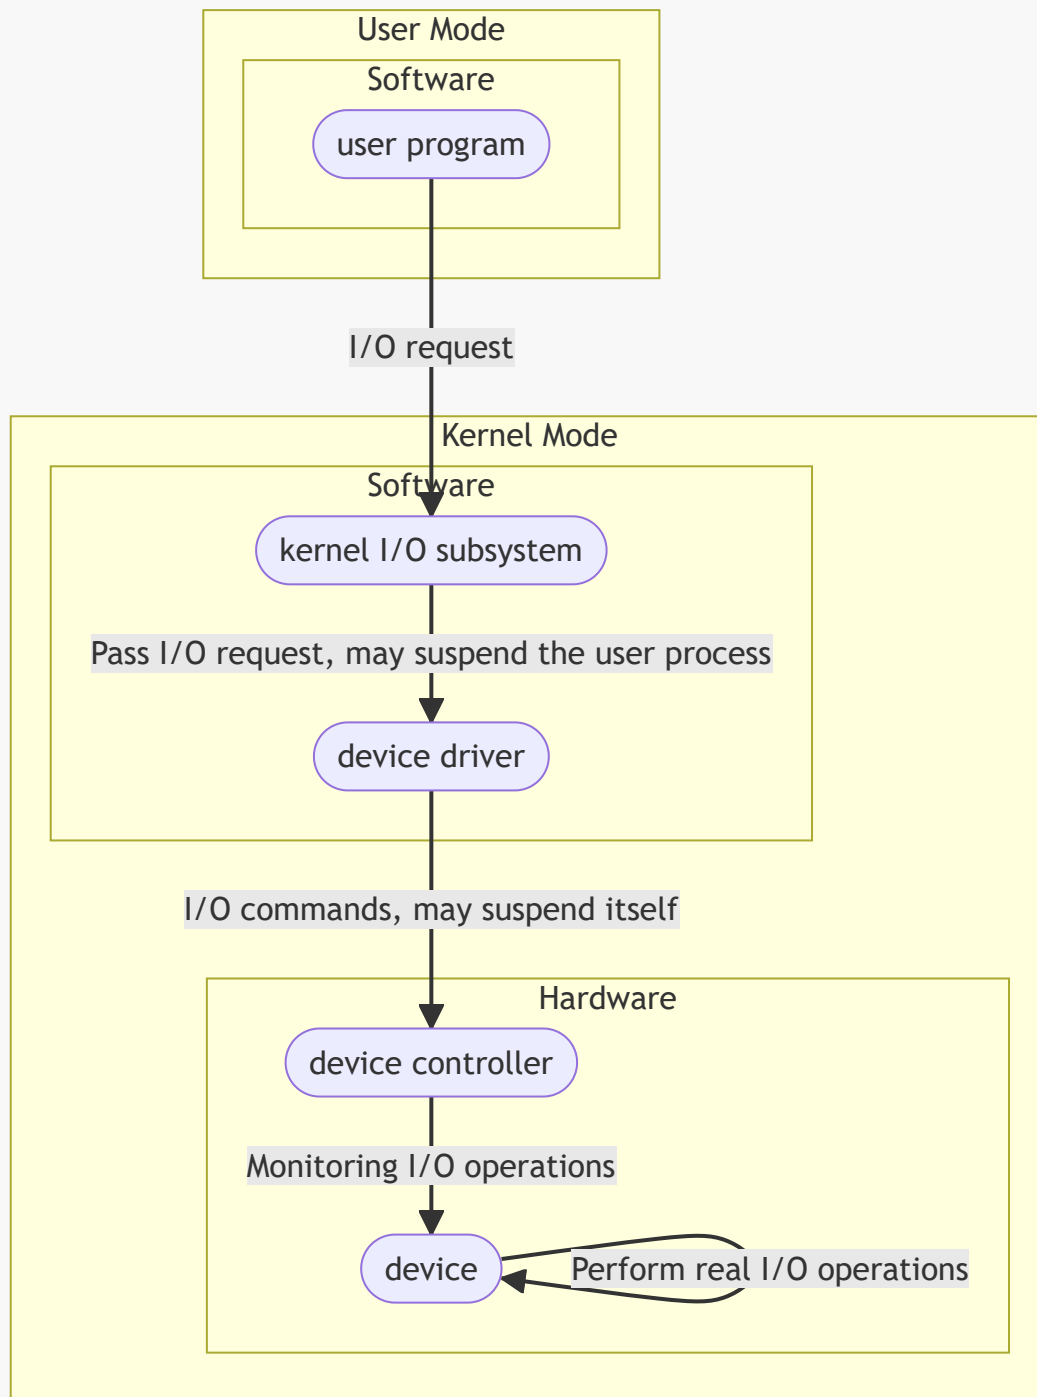 User Mode
Software
user program
I/O request
Kernel Mode
Software
kernel I/O subsystem
Pass I/O request, may suspend the user process
device driver
I/O commands, may suspend itself
Hardware
device controller
Monitoring I/O operations
device
Perform real I/O operations